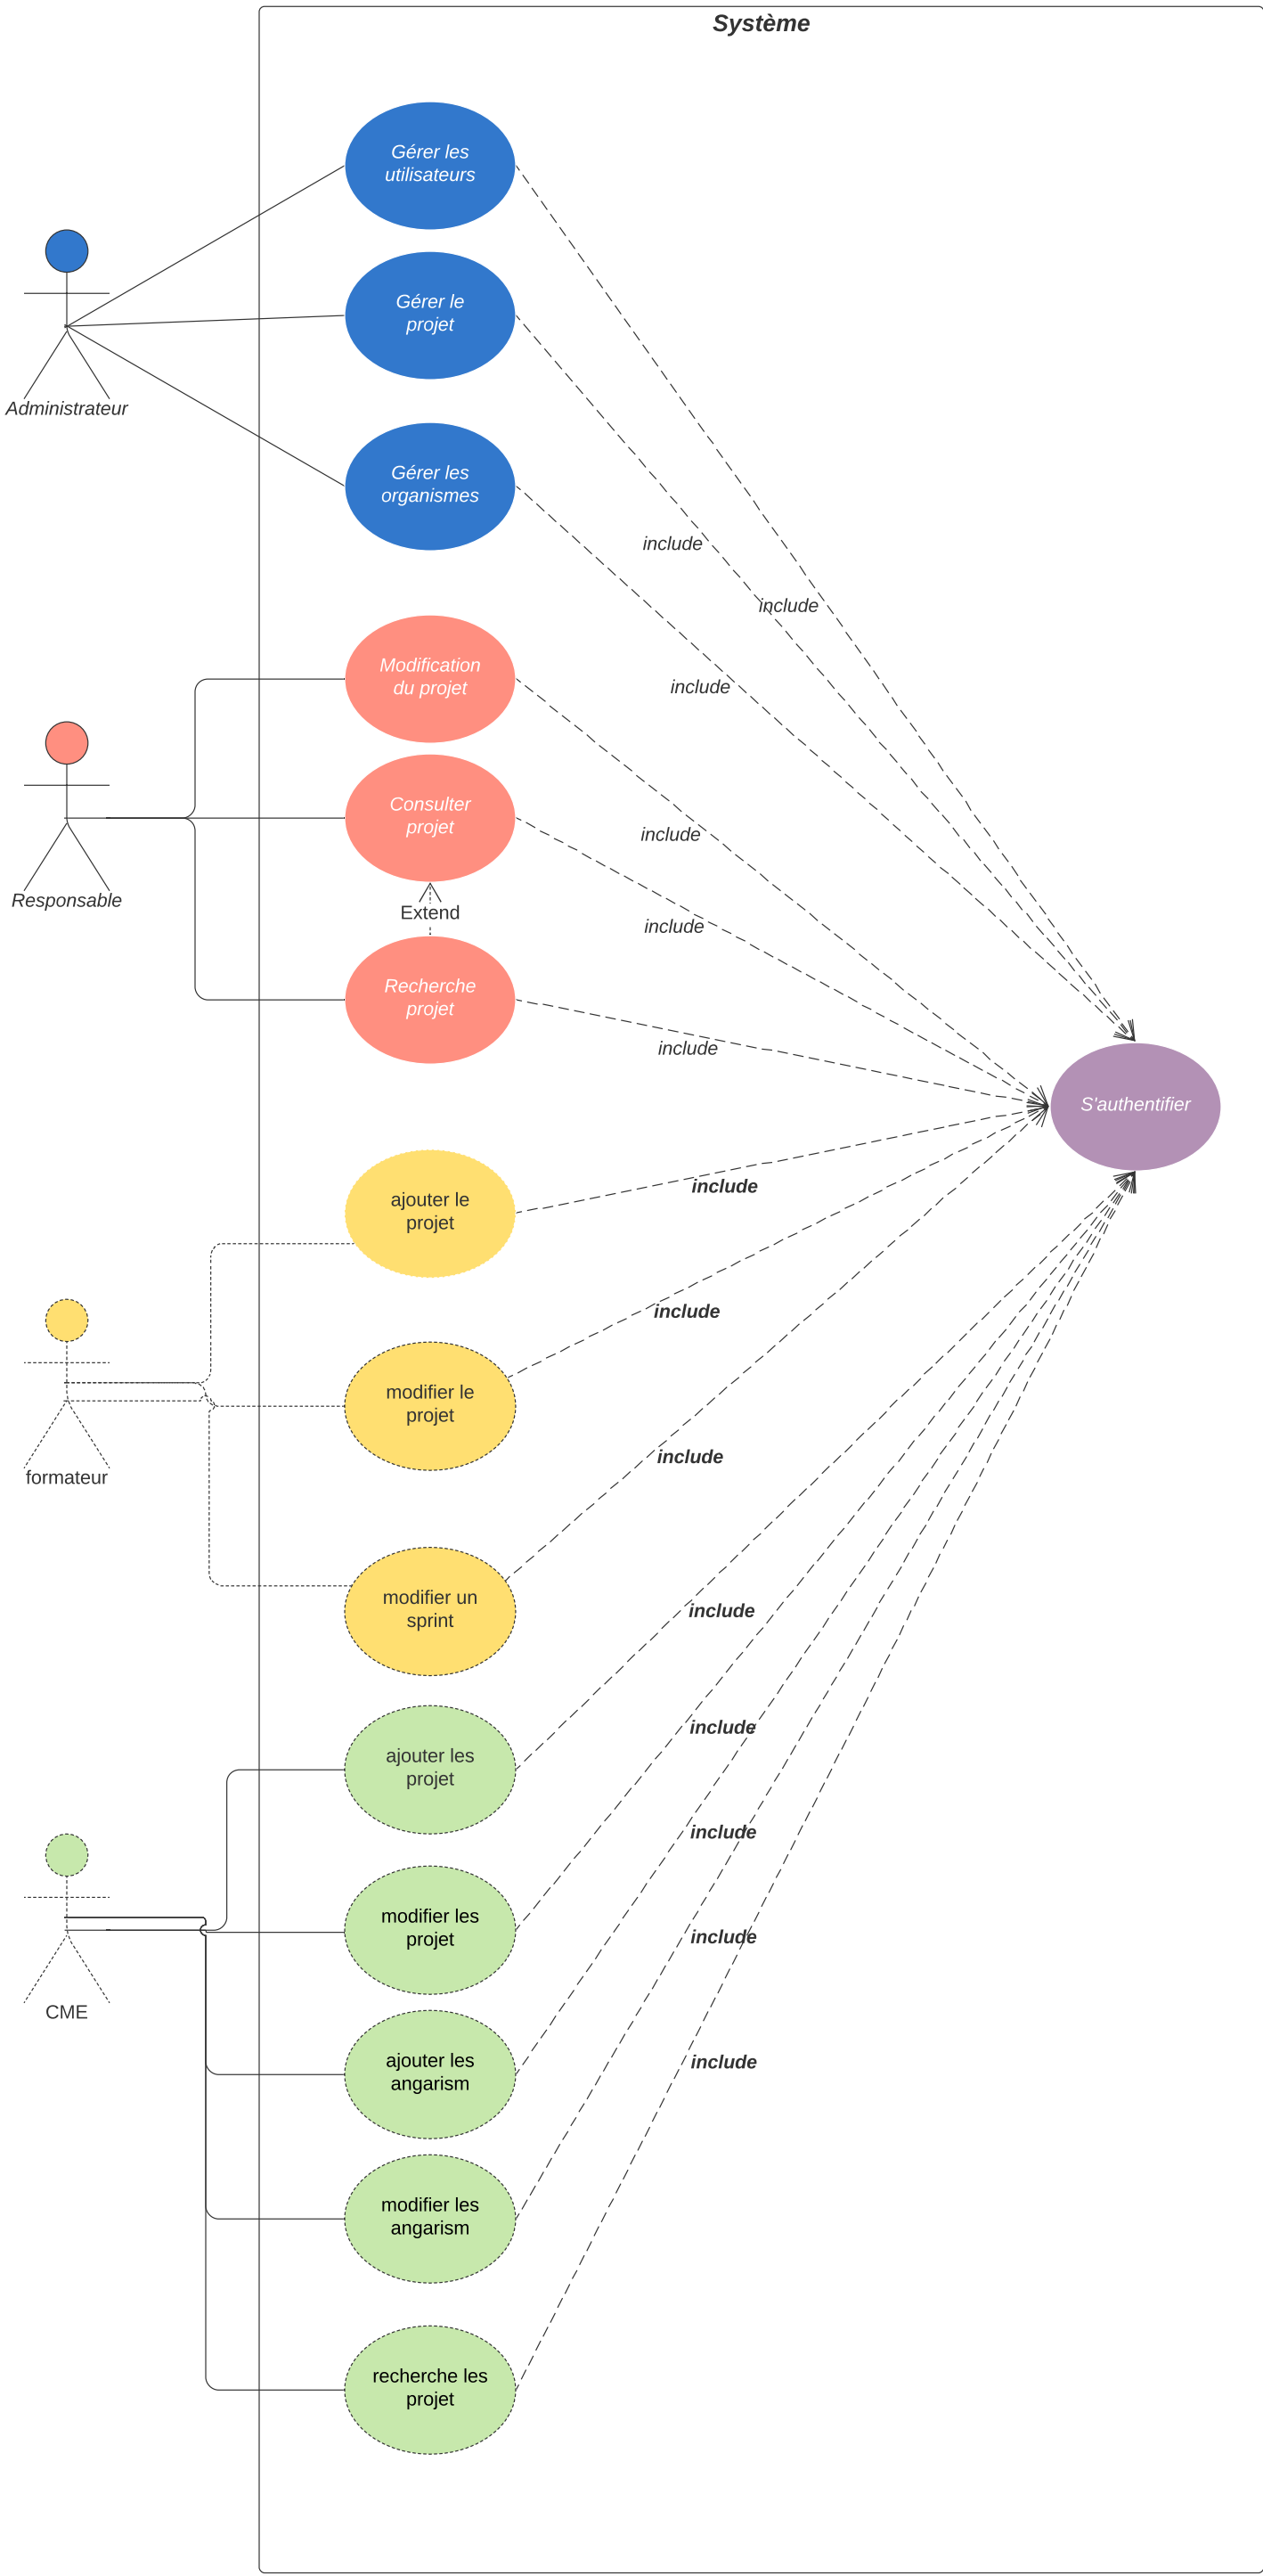 Système
Gérer les
utilisateurs
Gérer le
projet
Administrateur
Gérer les
organismes
include
include
include
Modification
du projet
Consulter
projet
include
Responsable
Extend
include
Recherche
projet
include
S'authentifier
ajouter le
projet
include
include
modifier le
projet
formateur
include
modifier un
sprint
include
ajouter les
projet
include
include
modifier les
projet
include
CME
ajouter les
angarism
include
modifier les
angarism
recherche les
projet